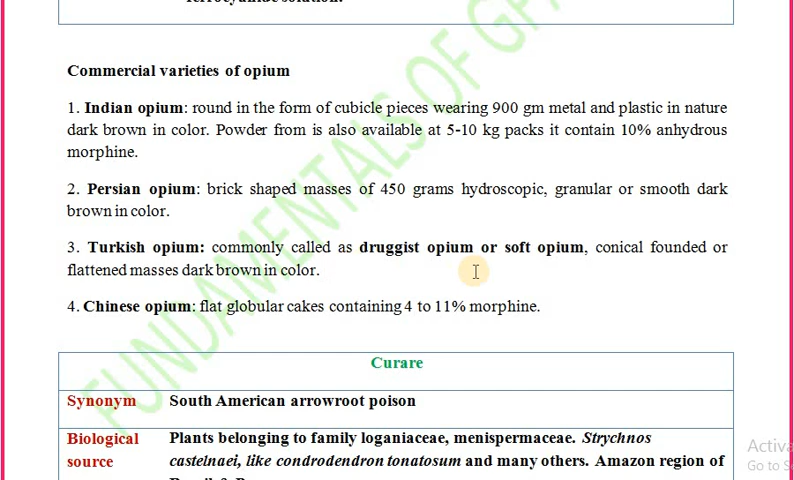 Commercial varieties of opium
1. Indian opium: round in the form of cubicle pieces wearing 900 gm metal and plastic in nature
dark brown in color. Powder from is also available at 5-10 kg packs it contain 10% anhydrous
morphine.
2. Persian opium: brick shaped masses of 450 grams hydroscopic, granular or smooth dark
brown in color.
3. Turkish opium: commonly called as druggist opium or soft opium, conical founded or
flattened masses dark brown in color.
4. Chinese opium: flat globular cakes containing 4 to 11% morphine.
FUNDAMENTALS OF
Curare
Synonym South American arrowroot poison
Biological source Plants belonging to family loganiaceae, menispermaceae. Strychnos
castelnaei, like condrodendron tonatosum and many others. Amazon region of
Activa
Go to S